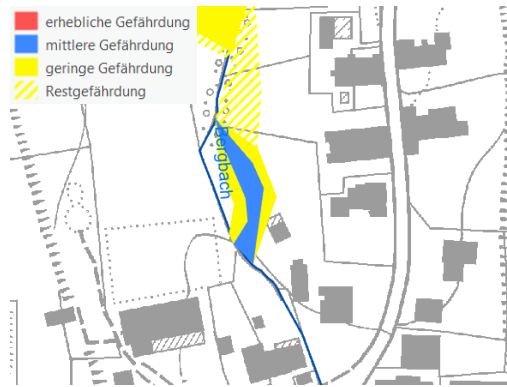 erhebliche Gefährdung
mittlere Gefährdung
geringe Gefährdung
Restgefährdung
Bergbach